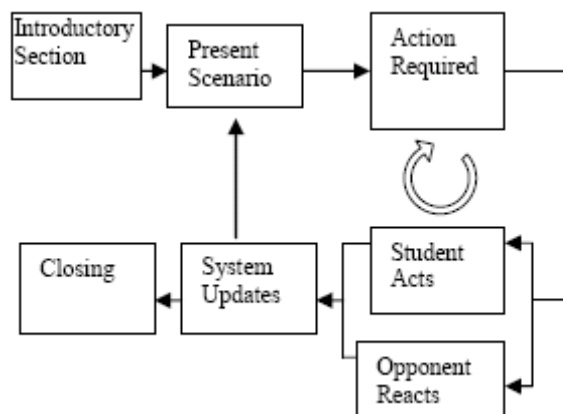 Introductory
Section
Present
Scenario
Action
Required
Closing
System
Updates
Student
Acts
Opponent
Reacts